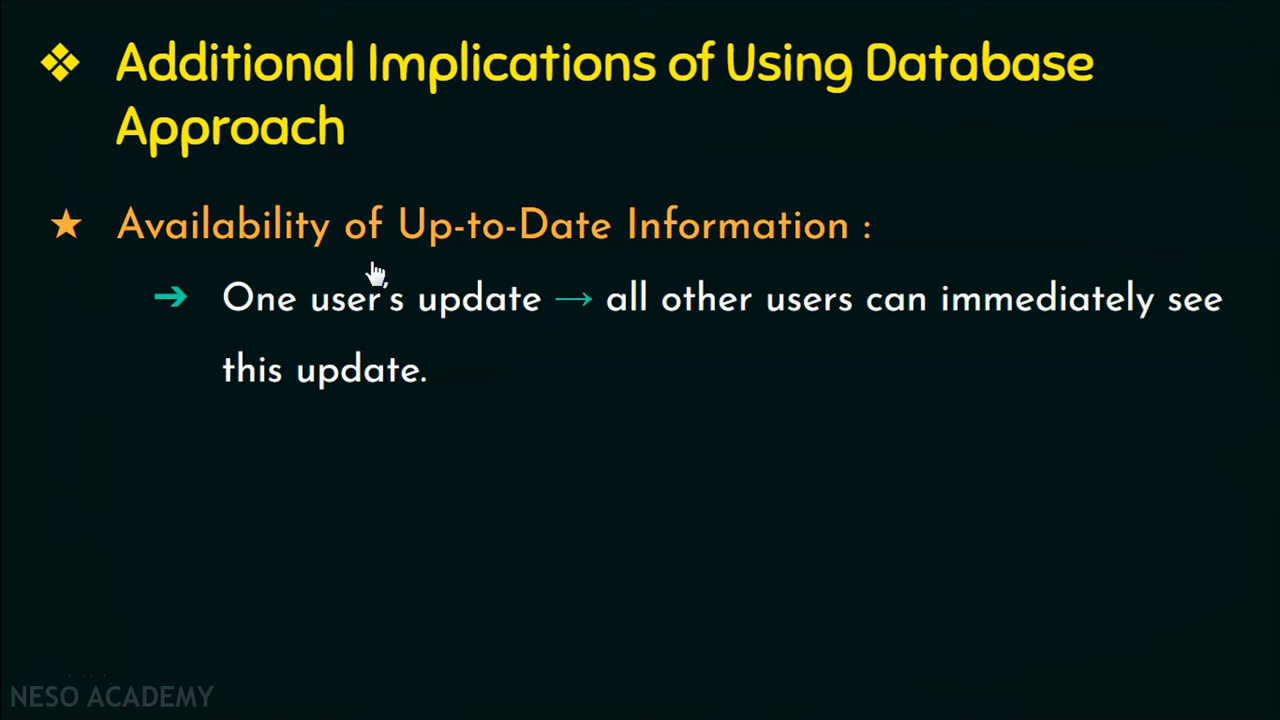 ❖ Additional Implications of Using Database
Approach
★ Availability of Up-to-Date Information :
➔ One user's update → all other users can immediately see
this update.
NESO ACADEMY